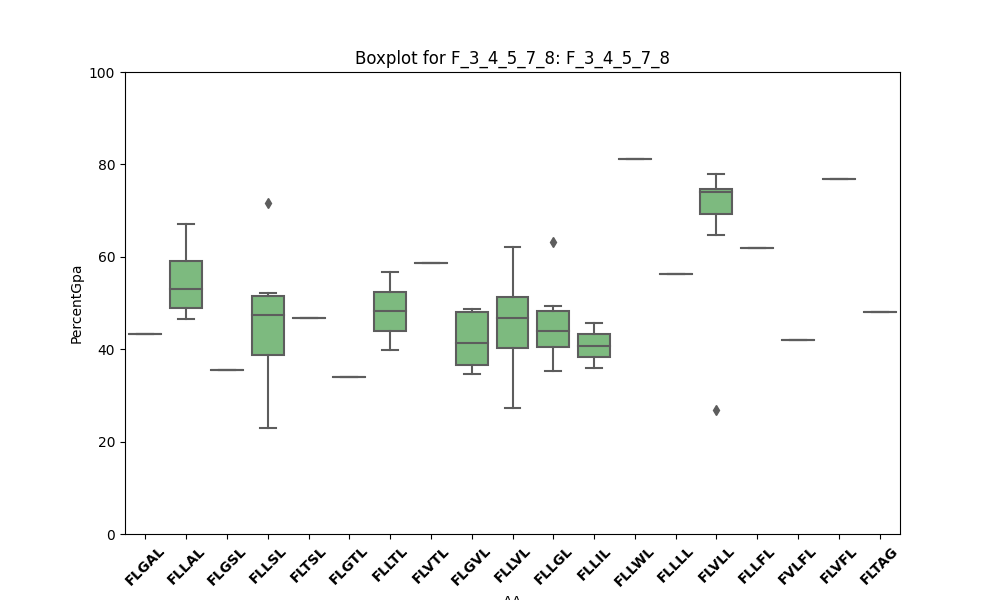 Boxplot for F_3_4_5_7_8: F_3_4_5_7_8
100
80
60
40
20
0
PercentGpa
FLGAL FLLAL FLGSL FLLSL FLTSL FLGTL FLLTL FLVTL FLGVL FLLVL FLLGL FLLIL FLLWL FLLLL FLVLL FLLFL FVLFL FLVFL FLTAG
AA